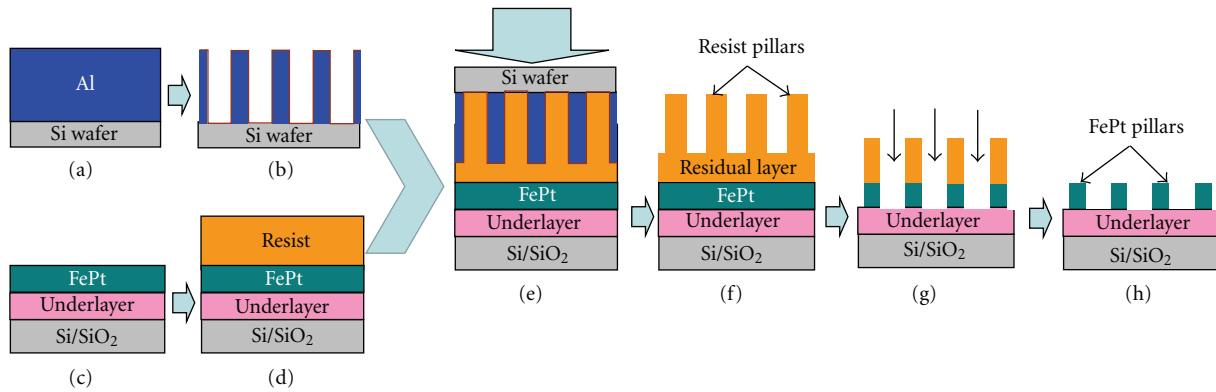 Al
Si wafer
(a)
Si wafer
(b)
FePt
Underlayer
Si/SiO₂
(c)
Resist
FePt
Underlayer
Si/SiO₂
(d)
Si wafer
FePt
Underlayer
Si/SiO₂
(e)
Resist pillars
Residual layer
FePt
Underlayer
Si/SiO₂
(f)
Underlayer
Si/SiO₂
(g)
FePt pillars
Underlayer
Si/SiO₂
(h)